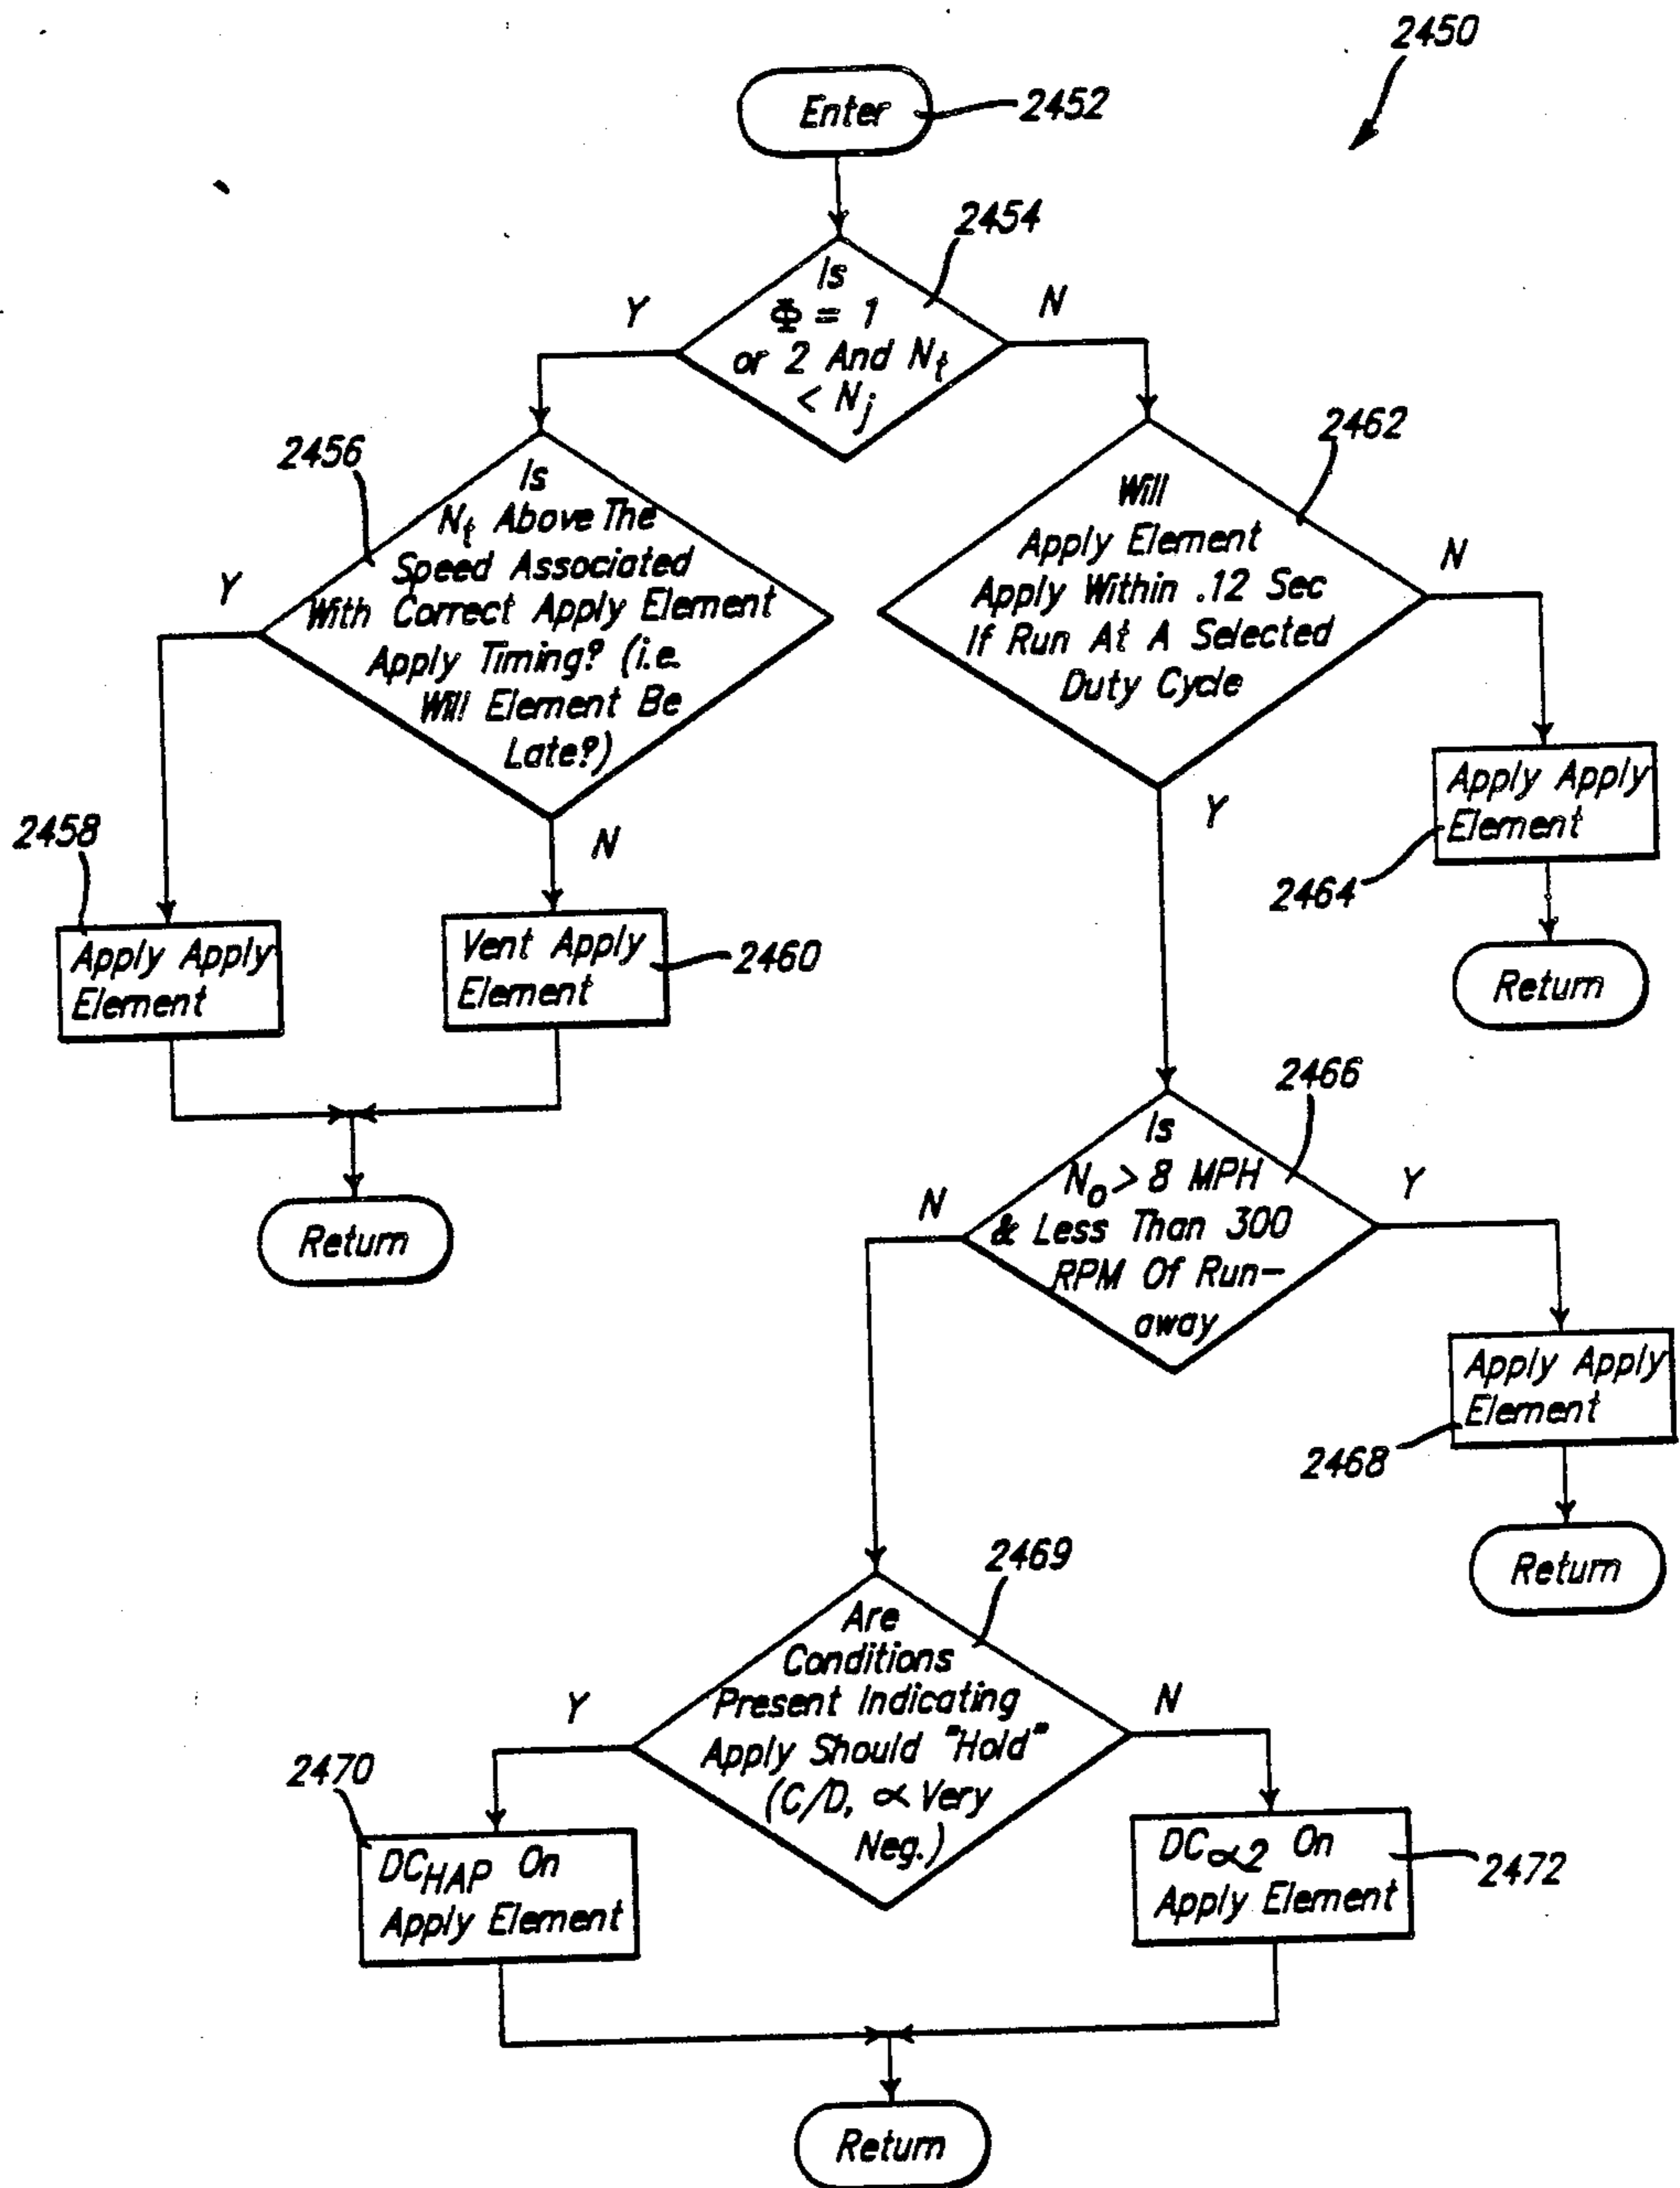 2450
Enter
2452
2454
Is
Φ = 1
or 2 And Nt
< Nj
Y
N
2456
Is
Nt Above The
Speed Associated
With Correct Apply Element
Apply Timing? (i.e.
Will Element Be
Late?)
Y
N
2462
Will
Apply Element
Apply Within .12 Sec
If Run At A Selected
Duty Cycle
N
Y
2458
Apply Apply
Element
Vent Apply
Element
2460
Return
Apply Apply
Element
2464
Return
2466
Is
No > 8 MPH
& Less Than 300
RPM Of Run-
away
N
Y
Apply Apply
Element
2468
Return
2469
Are
Conditions
Present Indicating
Apply Should "Hold"
(C/D, ∝ Very
Neg.)
Y
N
2470
DCHAP On
Apply Element
DC∝2 On
Apply Element
2472
Return